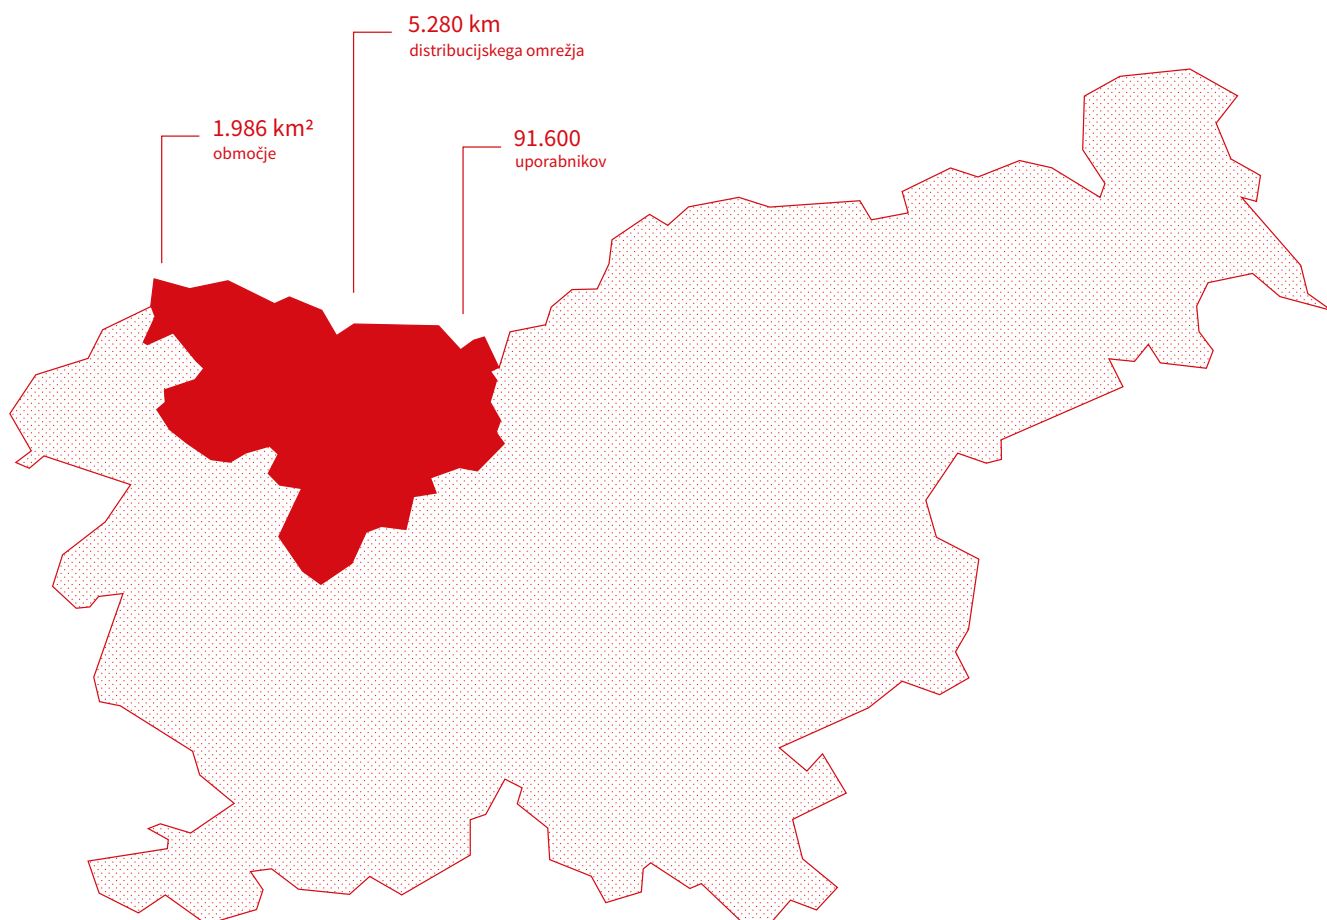 5.280 km
distribucijskega omrežja
1.986 km²
območje
91.600
uporabnikov